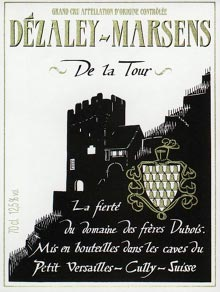 GRAND CRU APPELLATION D'ORIGINE CONTRÔLÉE
DÉZALEY-MARSENS
~ De la Tour ~
70 cl 12,5% vol.
La fierté
du domaine des frères Dubois.
Mis en bouteilles dans les caves du
Petit Versailles - Cully - Suisse